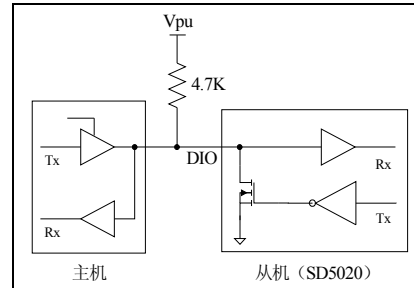 Vpu
4.7K
Tx
DIO
Rx
Rx
Tx
主机
从机（SD5020）